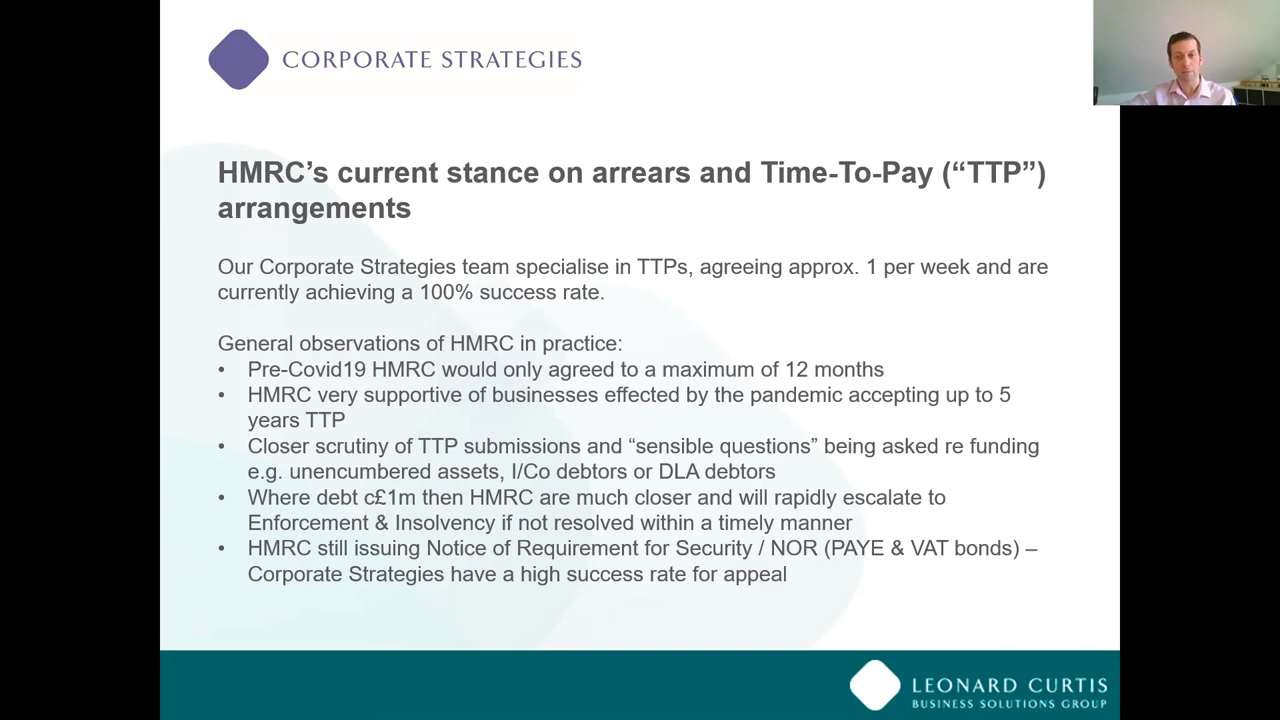 CORPORATE STRATEGIES
HMRC’s current stance on arrears and Time-To-Pay (“TTP”)
arrangements
Our Corporate Strategies team specialise in TTPs, agreeing approx. 1 per week and are
currently achieving a 100% success rate.
General observations of HMRC in practice:
• Pre-Covid19 HMRC would only agreed to a maximum of 12 months
• HMRC very supportive of businesses effected by the pandemic accepting up to 5
years TTP
• Closer scrutiny of TTP submissions and “sensible questions” being asked re funding
e.g. unencumbered assets, I/Co debtors or DLA debtors
• Where debt c£1m then HMRC are much closer and will rapidly escalate to
Enforcement & Insolvency if not resolved within a timely manner
• HMRC still issuing Notice of Requirement for Security / NOR (PAYE & VAT bonds) –
Corporate Strategies have a high success rate for appeal
LEONARD CURTIS
BUSINESS SOLUTIONS GROUP